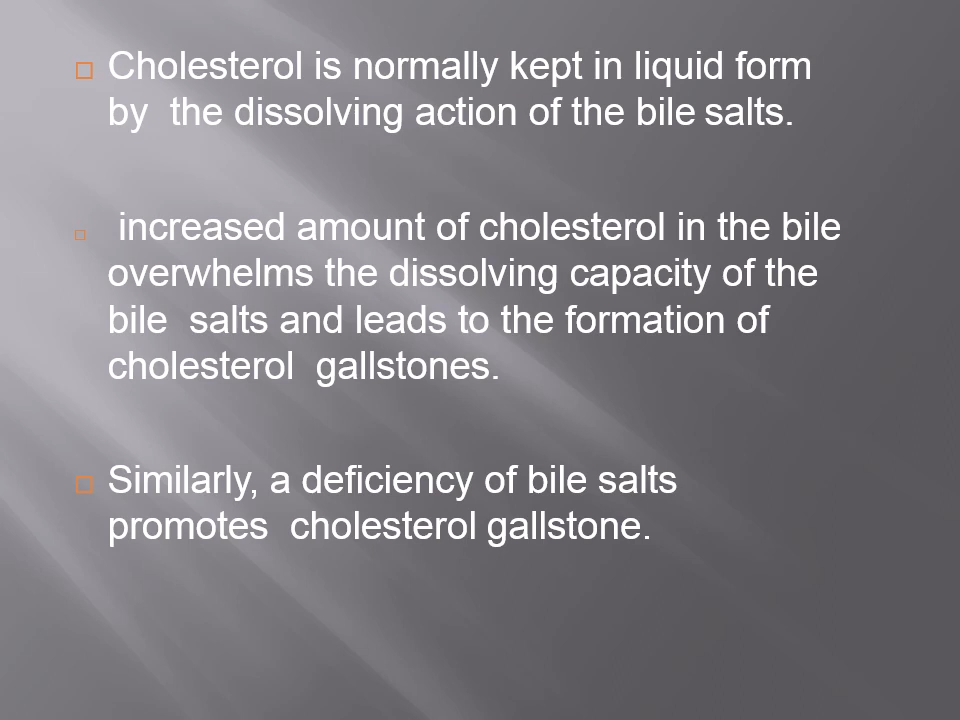 Cholesterol is normally kept in liquid form
by  the dissolving action of the bile salts.
increased amount of cholesterol in the bile
overwhelms the dissolving capacity of the
bile  salts and leads to the formation of
cholesterol  gallstones.
Similarly, a deficiency of bile salts
promotes  cholesterol gallstone.